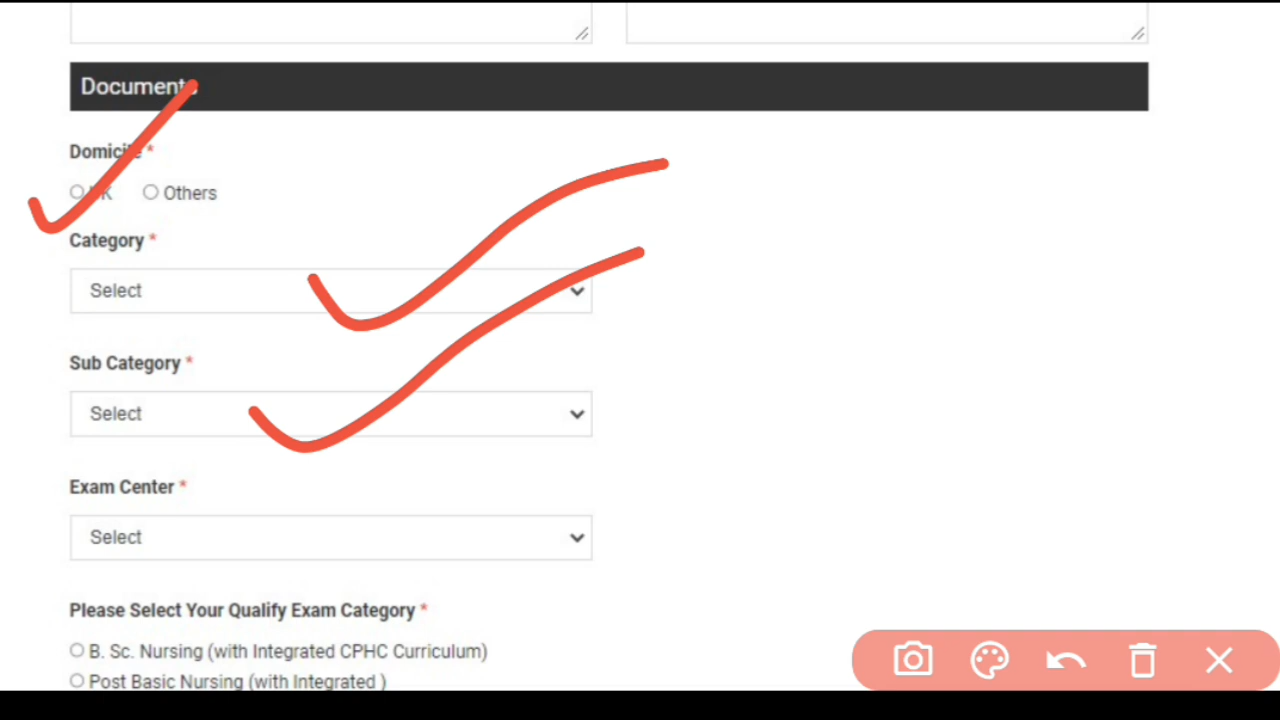 Documents
Domicile *
UK Others
Category *
Select
Sub Category *
Select
Exam Center *
Select
Please Select Your Qualify Exam Category *
B. Sc. Nursing (with Integrated CPHC Curriculum)
Post Basic Nursing (with Integrated )